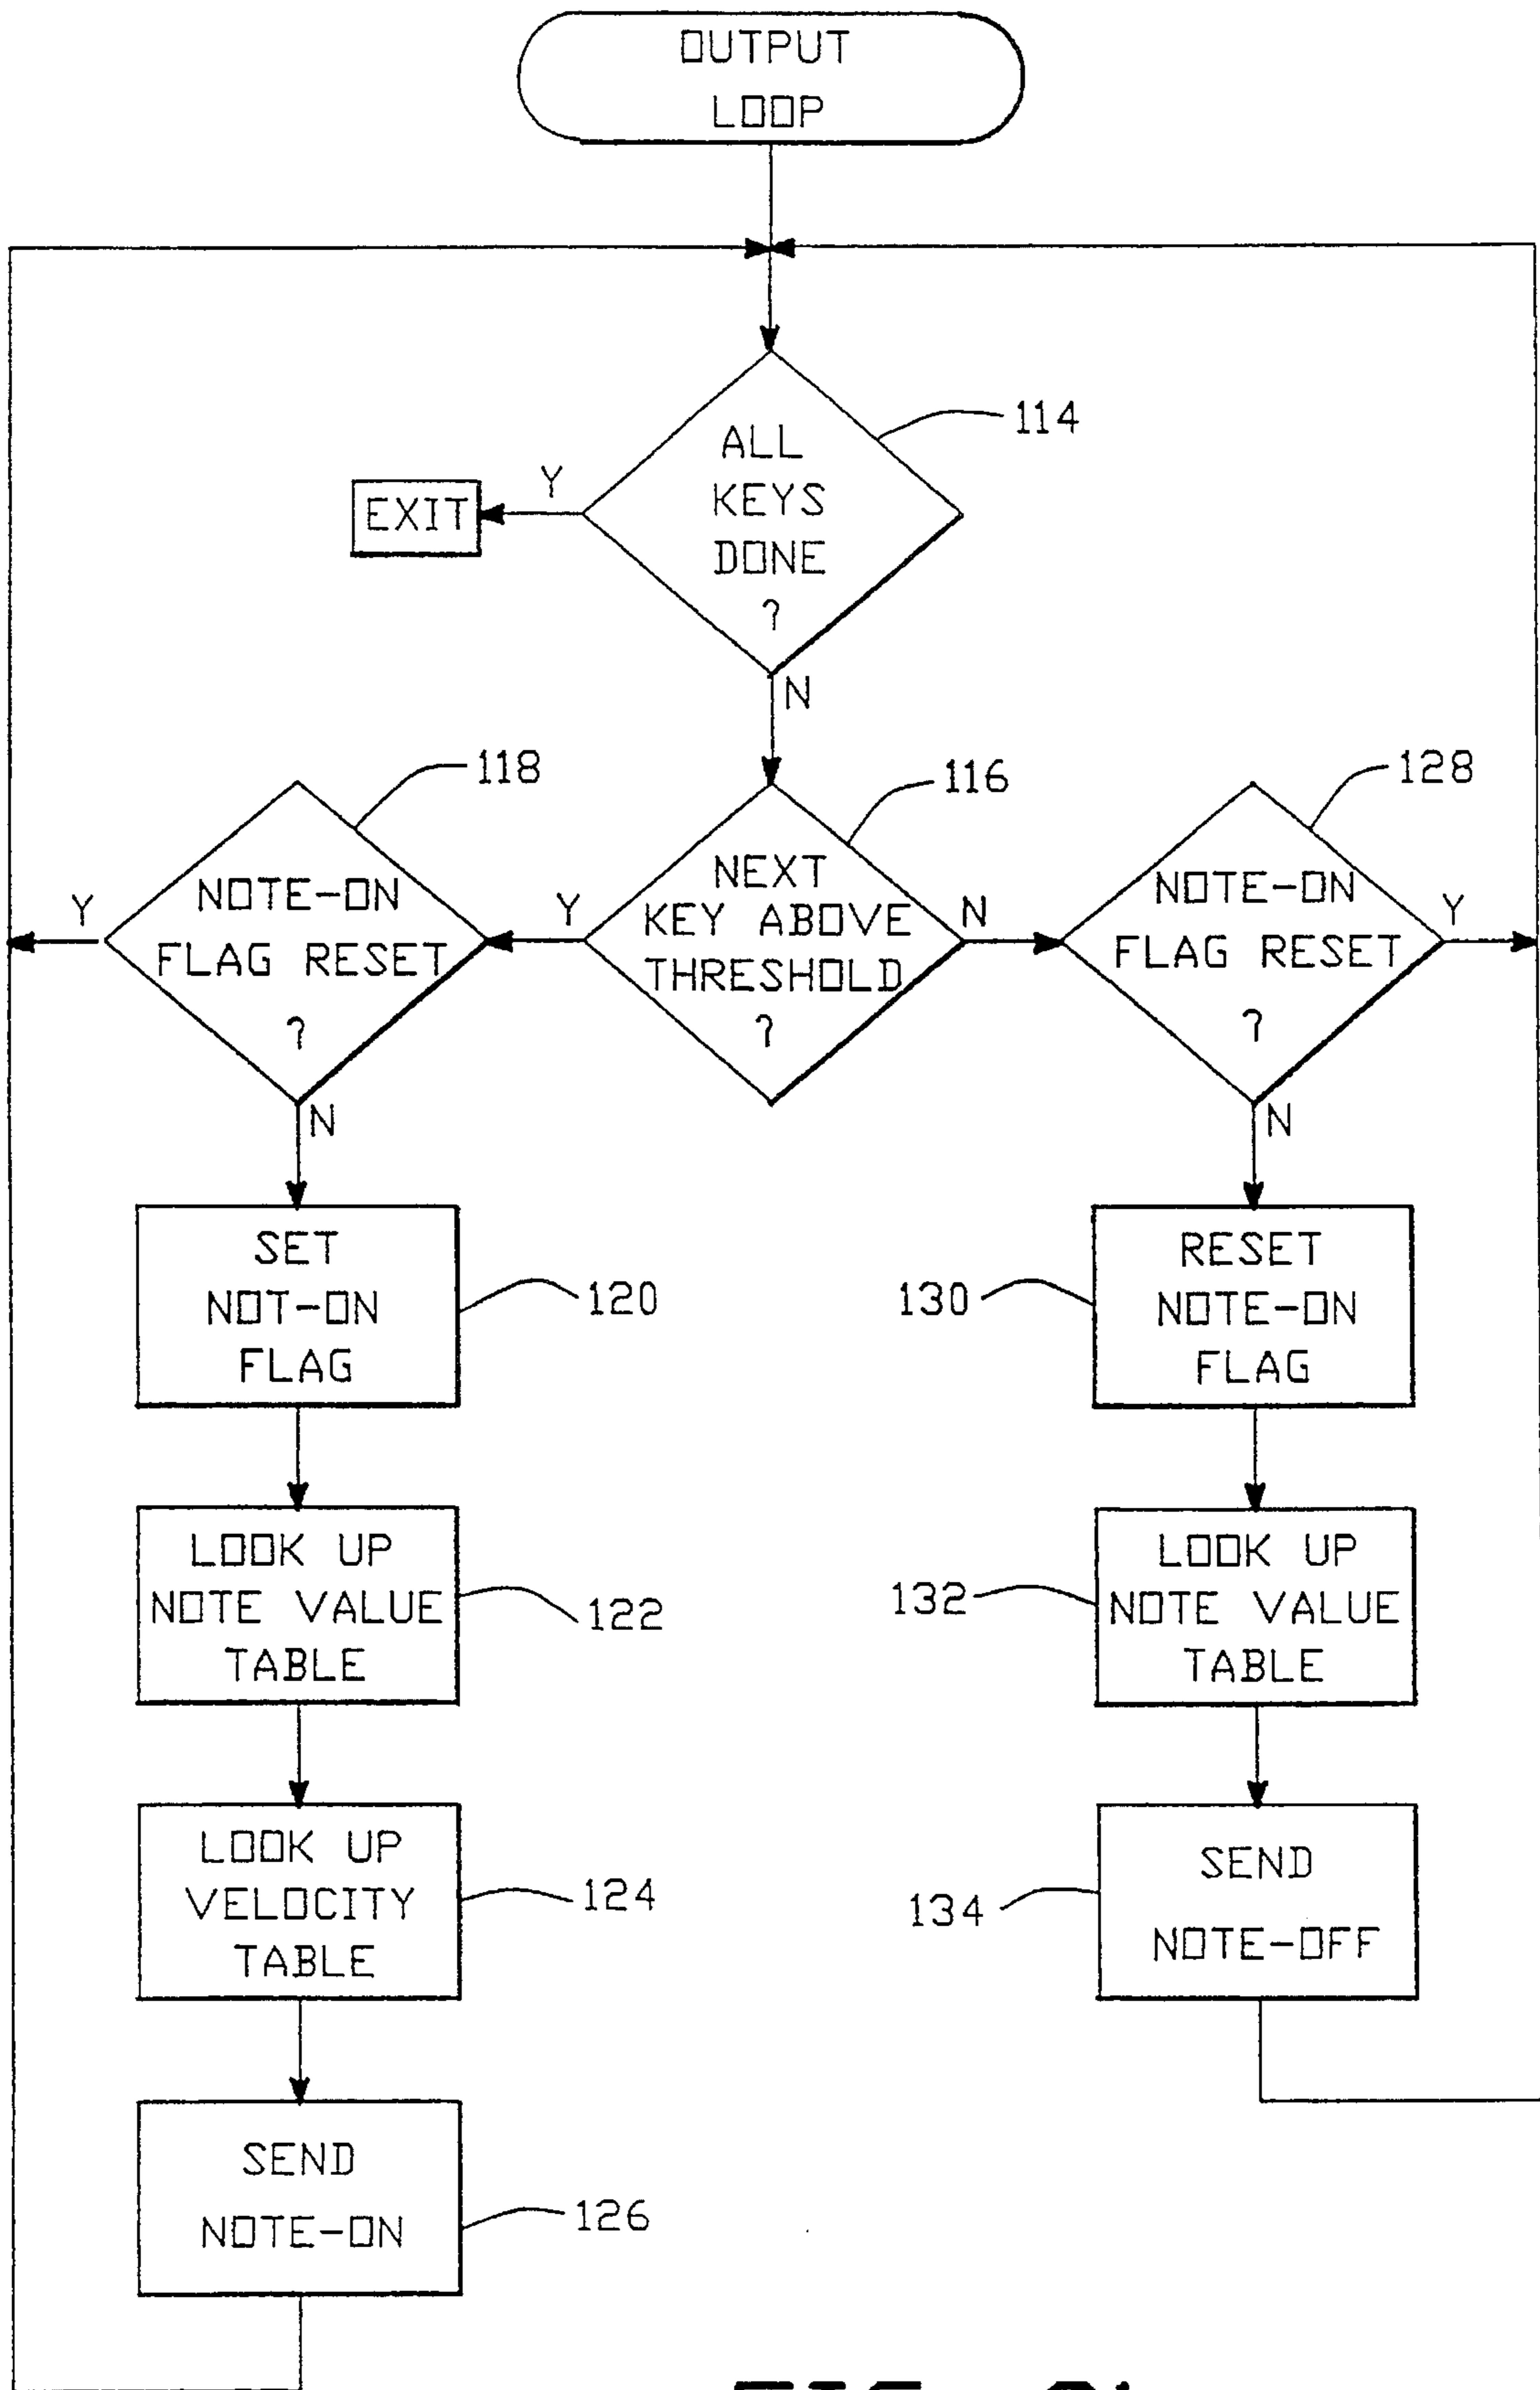 OUTPUT
LOOP
114
ALL
KEYS
DONE
?
Y
EXIT
N
118
116
128
NOTE-ON
FLAG RESET
?
Y
N
NEXT
KEY ABOVE
THRESHOLD
?
Y
N
NOTE-ON
FLAG RESET
?
Y
N
SET
NOT-ON
FLAG
120
130
RESET
NOTE-ON
FLAG
LOOK UP
NOTE VALUE
TABLE
122
132
LOOK UP
NOTE VALUE
TABLE
LOOK UP
VELOCITY
TABLE
124
134
SEND
NOTE-OFF
SEND
NOTE-ON
126